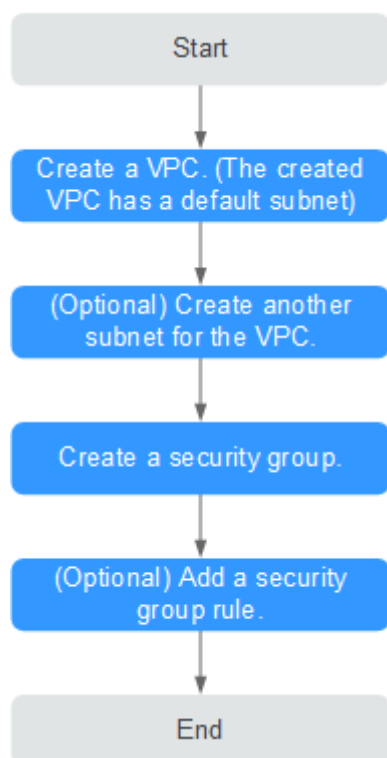 Start
Create a VPC. (The created
VPC has a default subnet)
(Optional) Create another
subnet for the VPC.
Create a security group.
(Optional) Add a security
group rule.
End